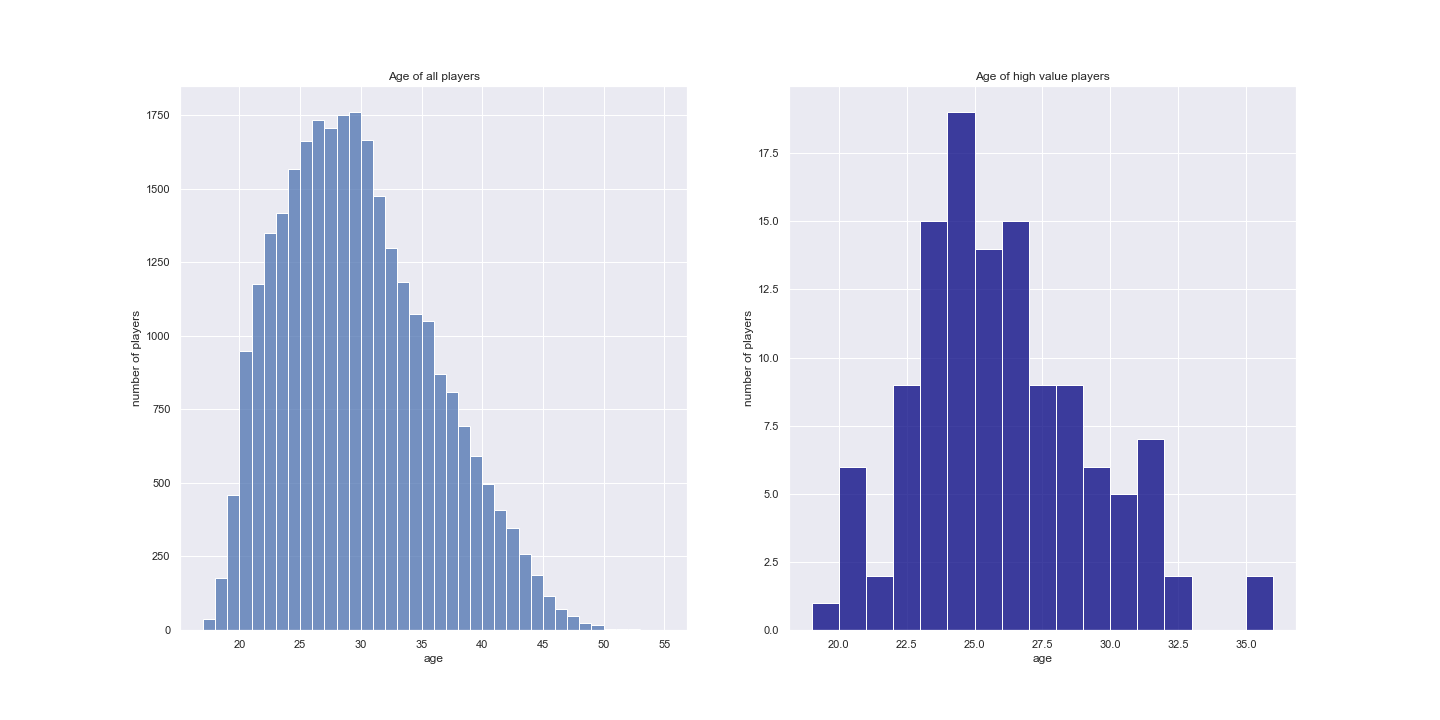 Age of all players
1750
1500
1250
1000
750
500
250
0
number of players
20 25 30 35 40 45 50 55
age
Age of high value players
17.5
15.0
12.5
10.0
7.5
5.0
2.5
0.0
number of players
20.0 22.5 25.0 27.5 30.0 32.5 35.0
age